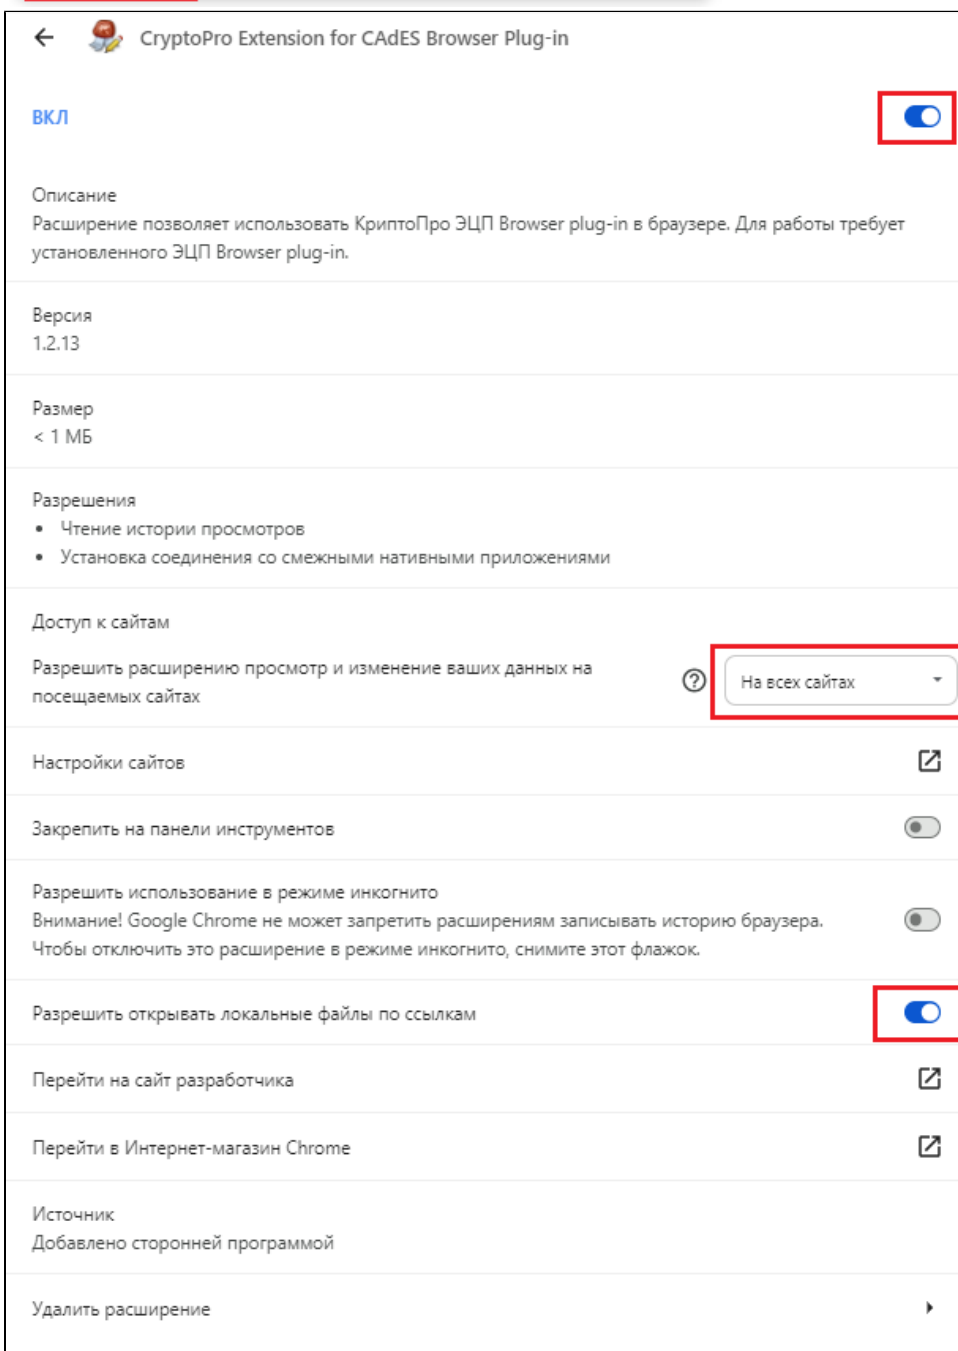 CryptoPro Extension for CAdES Browser Plug-in
ВКЛ
Описание
Расширение позволяет использовать КриптоПро ЭЦП Browser plug-in в браузере. Для работы требует
установленного ЭЦП Browser plug-in.
Версия
1.2.13
Размер
< 1 МБ
Разрешения
• Чтение истории просмотров
• Установка соединения со смежными нативными приложениями
Доступ к сайтам
Разрешить расширению просмотр и изменение ваших данных на
посещаемых сайтах
На всех сайтах
Настройки сайтов
Закрепить на панели инструментов
Разрешить использование в режиме инкогнито
Внимание! Google Chrome не может запретить расширениям записывать историю браузера.
Чтобы отключить это расширение в режиме инкогнито, снимите этот флажок.
Разрешить открывать локальные файлы по ссылкам
Перейти на сайт разработчика
Перейти в Интернет-магазин Chrome
Источник
Добавлено сторонней программой
Удалить расширение